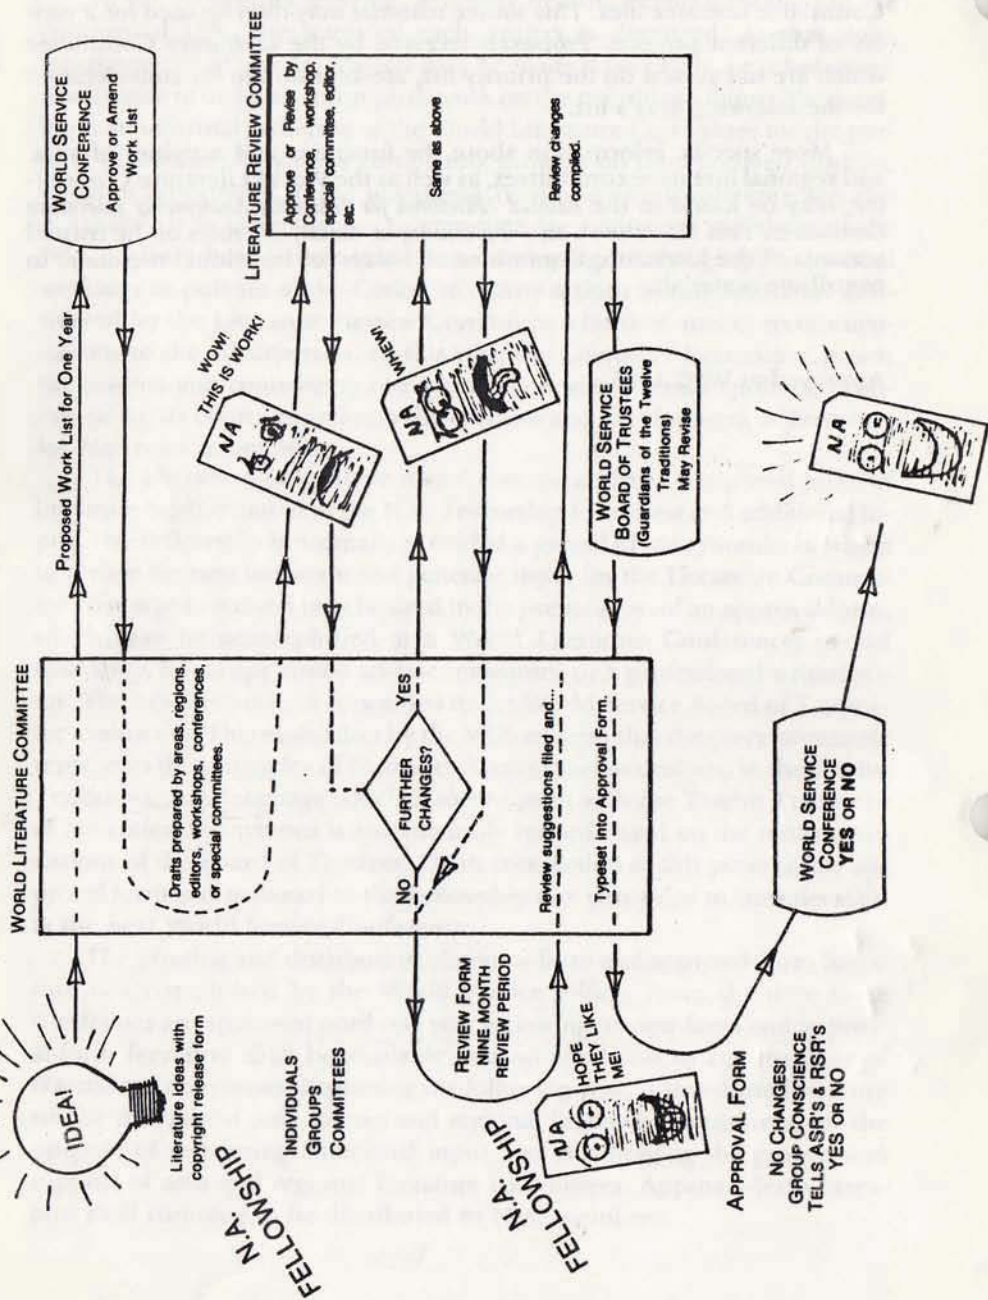 IDEA!
Literature ideas with
copyright release form
N.A.
FELLOWSHIP
INDIVIDUALS
GROUPS
COMMITTEES
WORLD LITERATURE COMMITTEE
Proposed Work List for One Year
WORLD SERVICE
CONFERENCE
Approve, Amend
Work List
Drafts prepared by areas, regions,
editors, workshops, conferences,
or special committees.
WOW!
THIS IS WORK!
N/A
LITERATURE REVIEW COMMITTEE
Approve or Revise by
Conference, workshop,
special committee, editor,
etc.
NO
FURTHER
CHANGES?
YES
WHEW!
N/A
Same as above
REVIEW FORM
NINE MONTH
REVIEW PERIOD
Review suggestions filled and...
Review changes
compiled.
N.A.
FELLOWSHIP
N/A
HOPE
THEY LIKE
ME!
Typeset into Approval Form.
WORLD SERVICE
BOARD OF TRUSTEES
(Guardians of the Twelve
Traditions)
May Revise
APPROVAL FORM
NO CHANGES!
GROUP CONSCIENCE
TELLS ASR'S & RSR'S
YES OR NO
WORLD SERVICE
CONFERENCE
YES OR NO
N/A